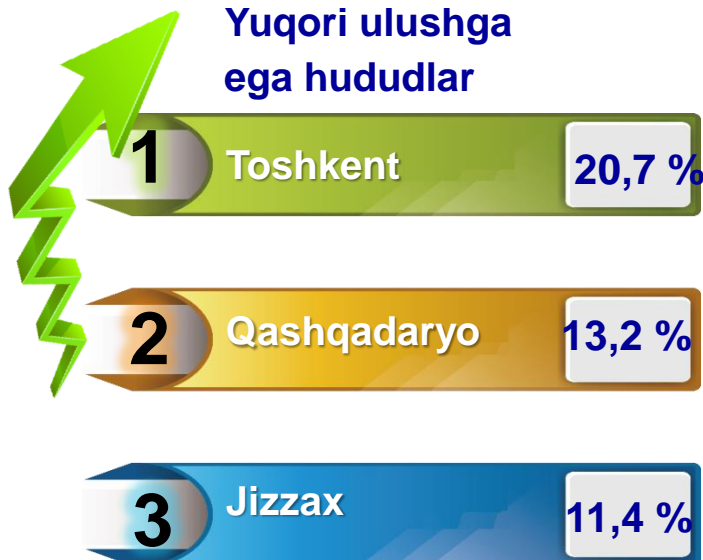 Yuqori ulushga
ega hududlar
1 Toshkent 20,7 %
2 Qashqadaryo 13,2 %
3 Jizzax 11,4 %